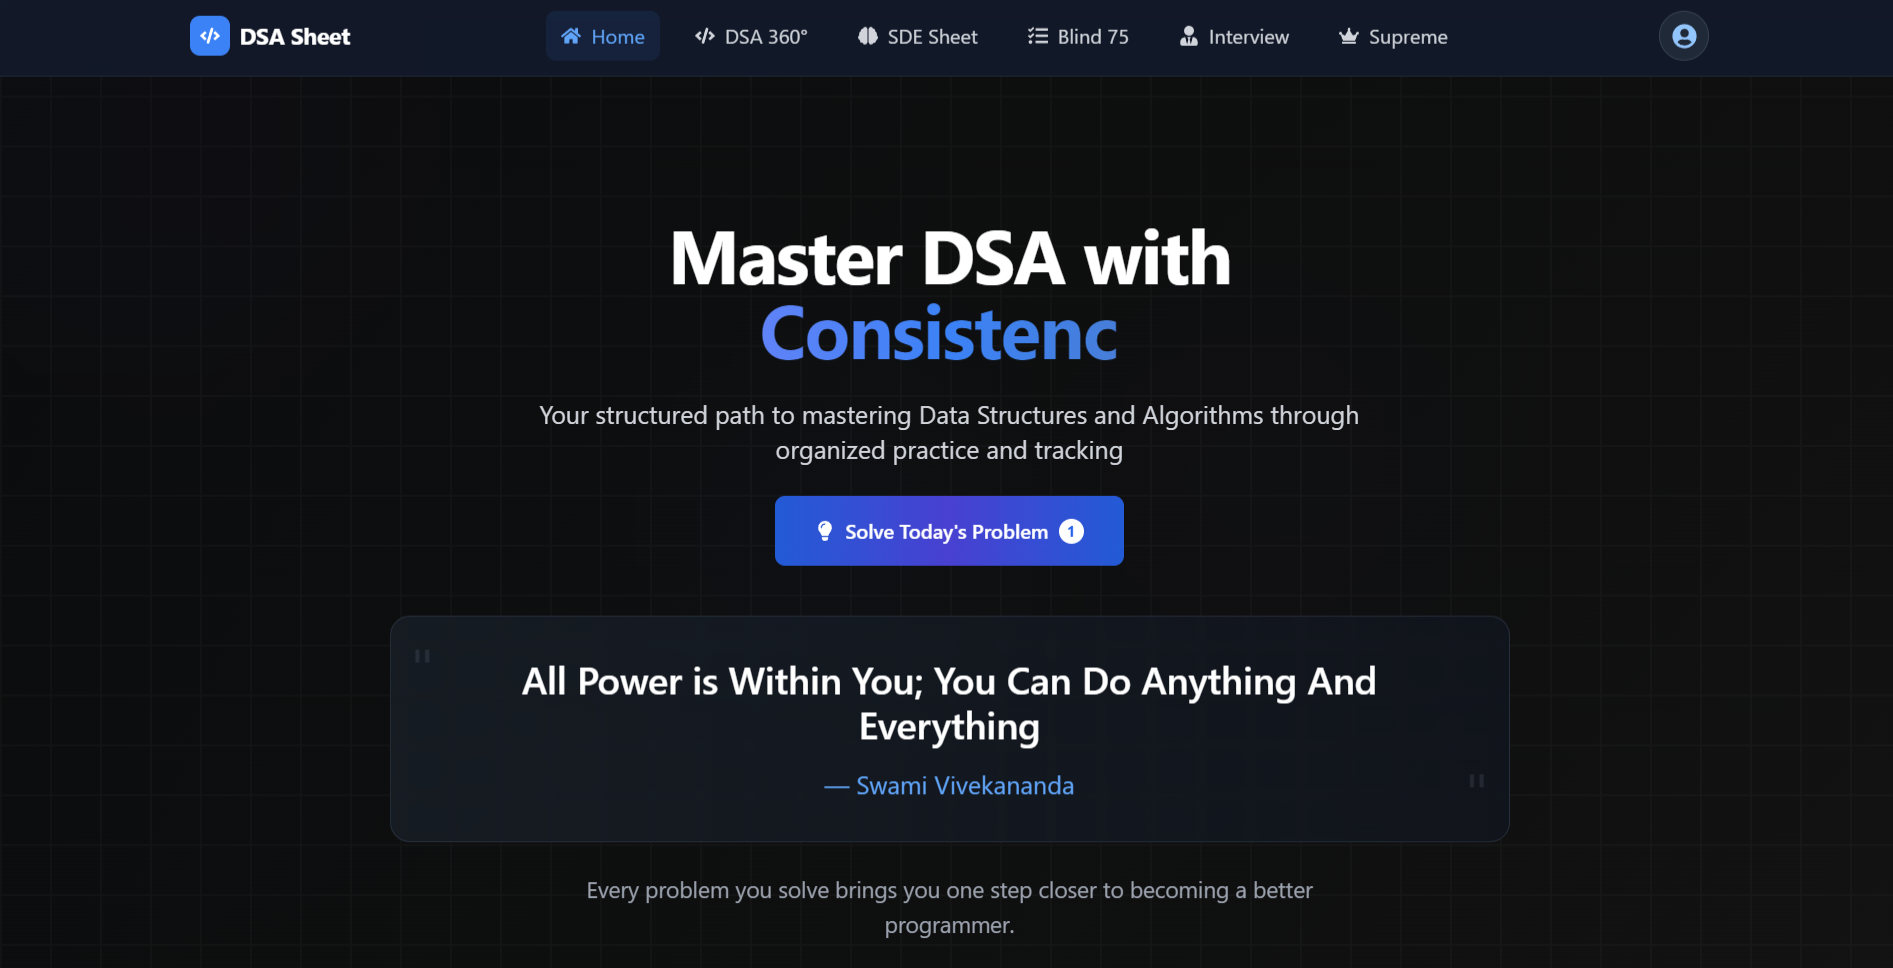 DSA Sheet
Home
DSA 360°
SDE Sheet
Blind 75
Interview
Supreme
Master DSA with
Consistenc
Your structured path to mastering Data Structures and Algorithms through
organized practice and tracking
Solve Today's Problem 1
"
All Power is Within You; You Can Do Anything And
Everything
— Swami Vivekananda
"
Every problem you solve brings you one step closer to becoming a better
programmer.